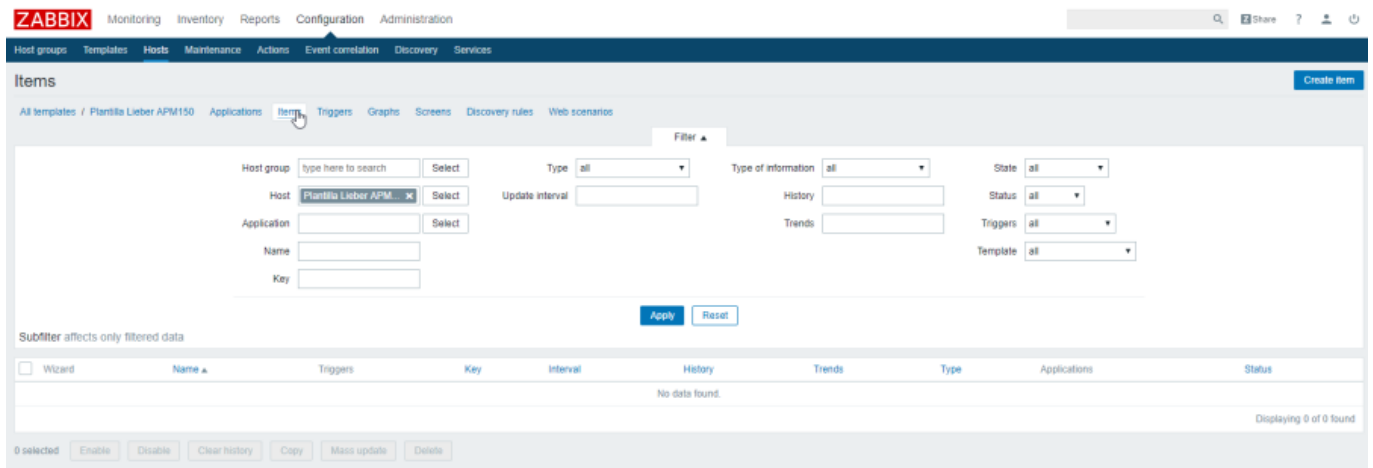 ZABBIX Monitoring Inventory Reports Configuration Administration Share ?
Host groups Templates Hosts Maintenance Actions Event correlation Discovery Services
Items Create item
All templates / Plantilla Lieber APM150 Applications Items Triggers Graphs Screens Discovery rules Web scenarios
Filter ▲
Host group type here to search Select Type all Type of information all State all
Host Plantilla Lieber APM... × Select Update interval History Status all
Application Select Trends Triggers all
Name Template all
Key
Apply Reset
Subfilter affects only filtered data
Wizard Name ▲ Triggers Key Interval History Trends Type Applications Status
No data found.
Displaying 0 of 0 found
0 selected Enable Disable Clear history Copy Mass update Delete